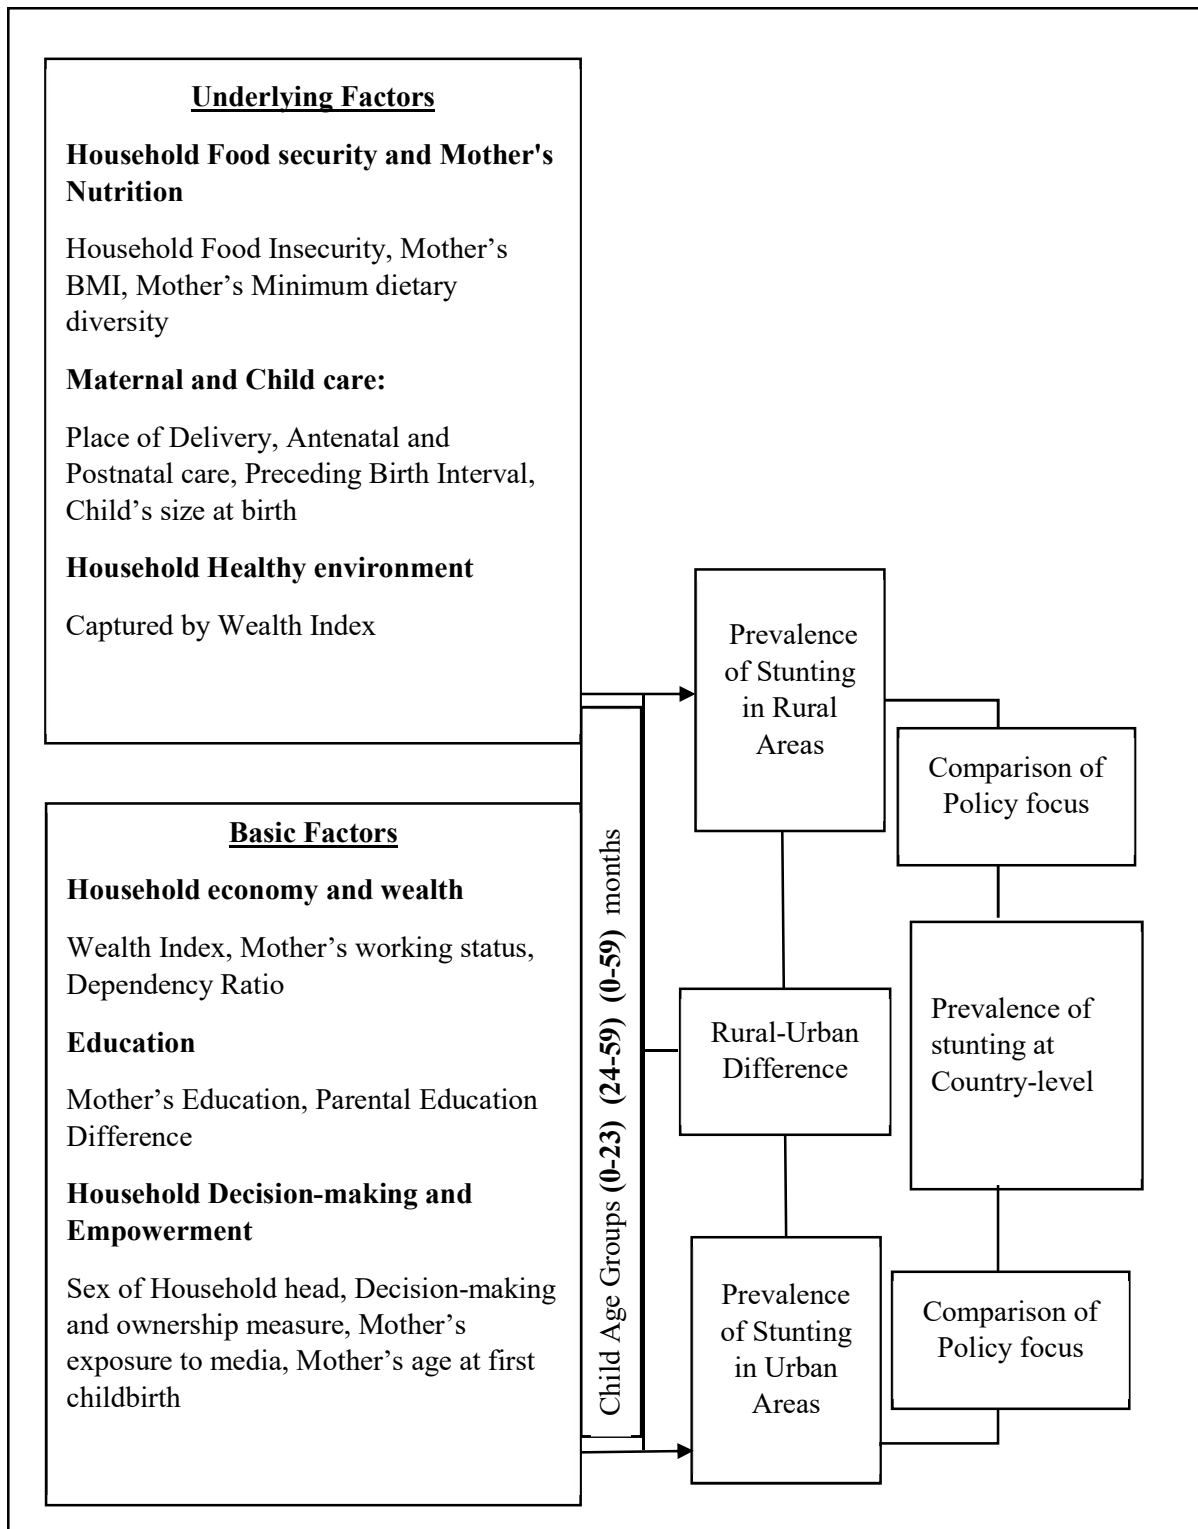 Underlying Factors
Household Food security and Mother's
Nutrition
Household Food Insecurity, Mother’s
BMI, Mother’s Minimum dietary
diversity
Maternal and Child care:
Place of Delivery, Antenatal and
Postnatal care, Preceding Birth Interval,
Child’s size at birth
Household Healthy environment
Captured by Wealth Index
Basic Factors
Household economy and wealth
Wealth Index, Mother’s working status,
Dependency Ratio
Education
Mother’s Education, Parental Education
Difference
Household Decision-making and
Empowerment
Sex of Household head, Decision-making
and ownership measure, Mother’s
exposure to media, Mother’s age at first
childbirth
Child Age Groups (0-23) (24-59) (0-59) months
Prevalence
of Stunting
in Rural
Areas
Rural-Urban
Difference
Prevalence
of Stunting
in Urban
Areas
Comparison of
Policy focus
Prevalence of
stunting at
Country-level
Comparison of
Policy focus